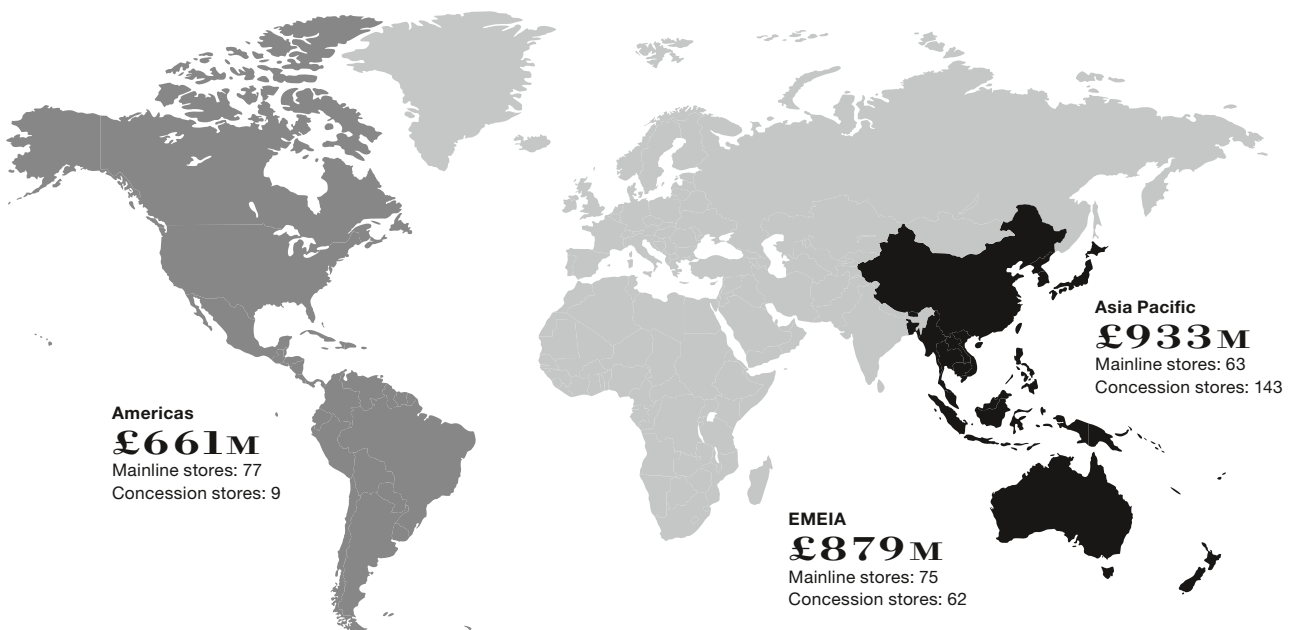 Asia Pacific
£933M
Mainline stores: 63
Concession stores: 143
Americas
£661M
Mainline stores: 77
Concession stores: 9
EMEIA
£879M
Mainline stores: 75
Concession stores: 62